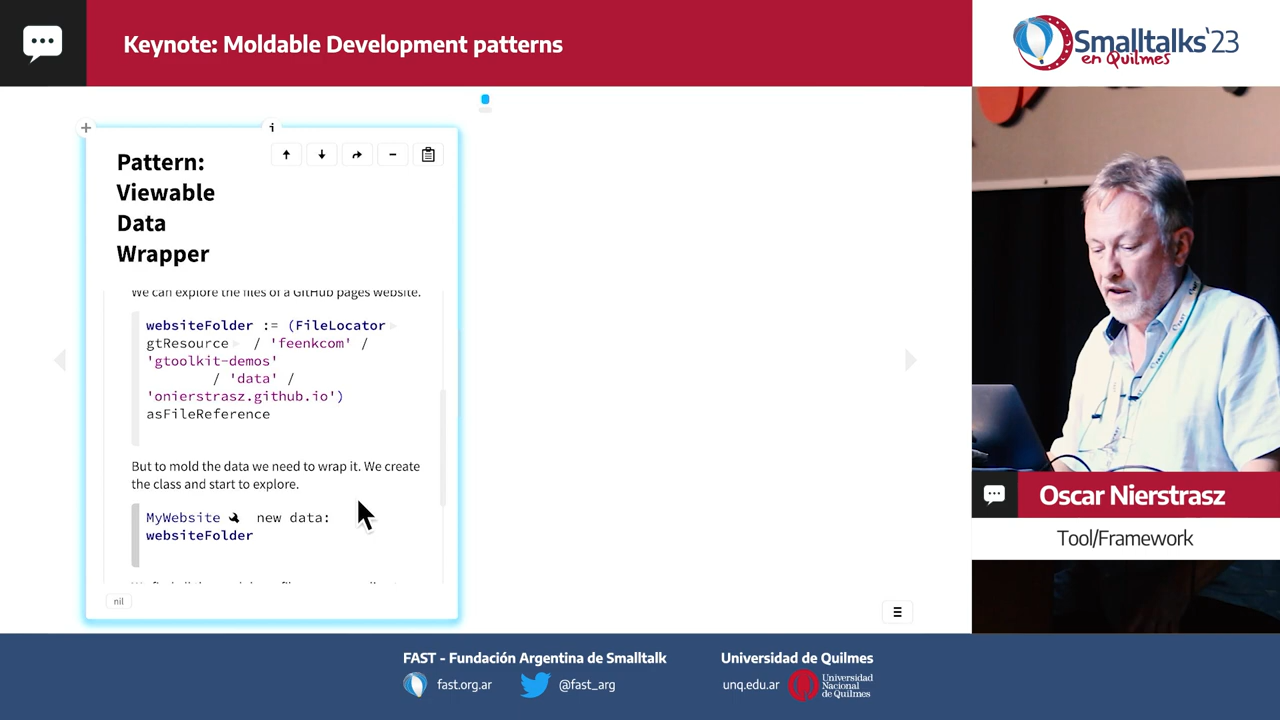 Keynote: Moldable Development patterns
Smalltalks'23
en Quilmes
i
Pattern:
Viewable
Data
Wrapper
We can explore the files of a GitHub pages website.
websiteFolder := (FileLocator
gtResource / 'feenkcom' /
'gtoolkit-demos'
/ 'data' /
'onierstrasz.github.io')
asFileReference
But to mold the data we need to wrap it. We create
the class and start to explore.
MyWebsite new data:
websiteFolder
nil
Oscar Nierstrasz
Tool/Framework
FAST - Fundación Argentina de Smalltalk
fast.org.ar
@fast_arg
Universidad de Quilmes
unq.edu.ar
Universidad
Nacional
de Quilmes